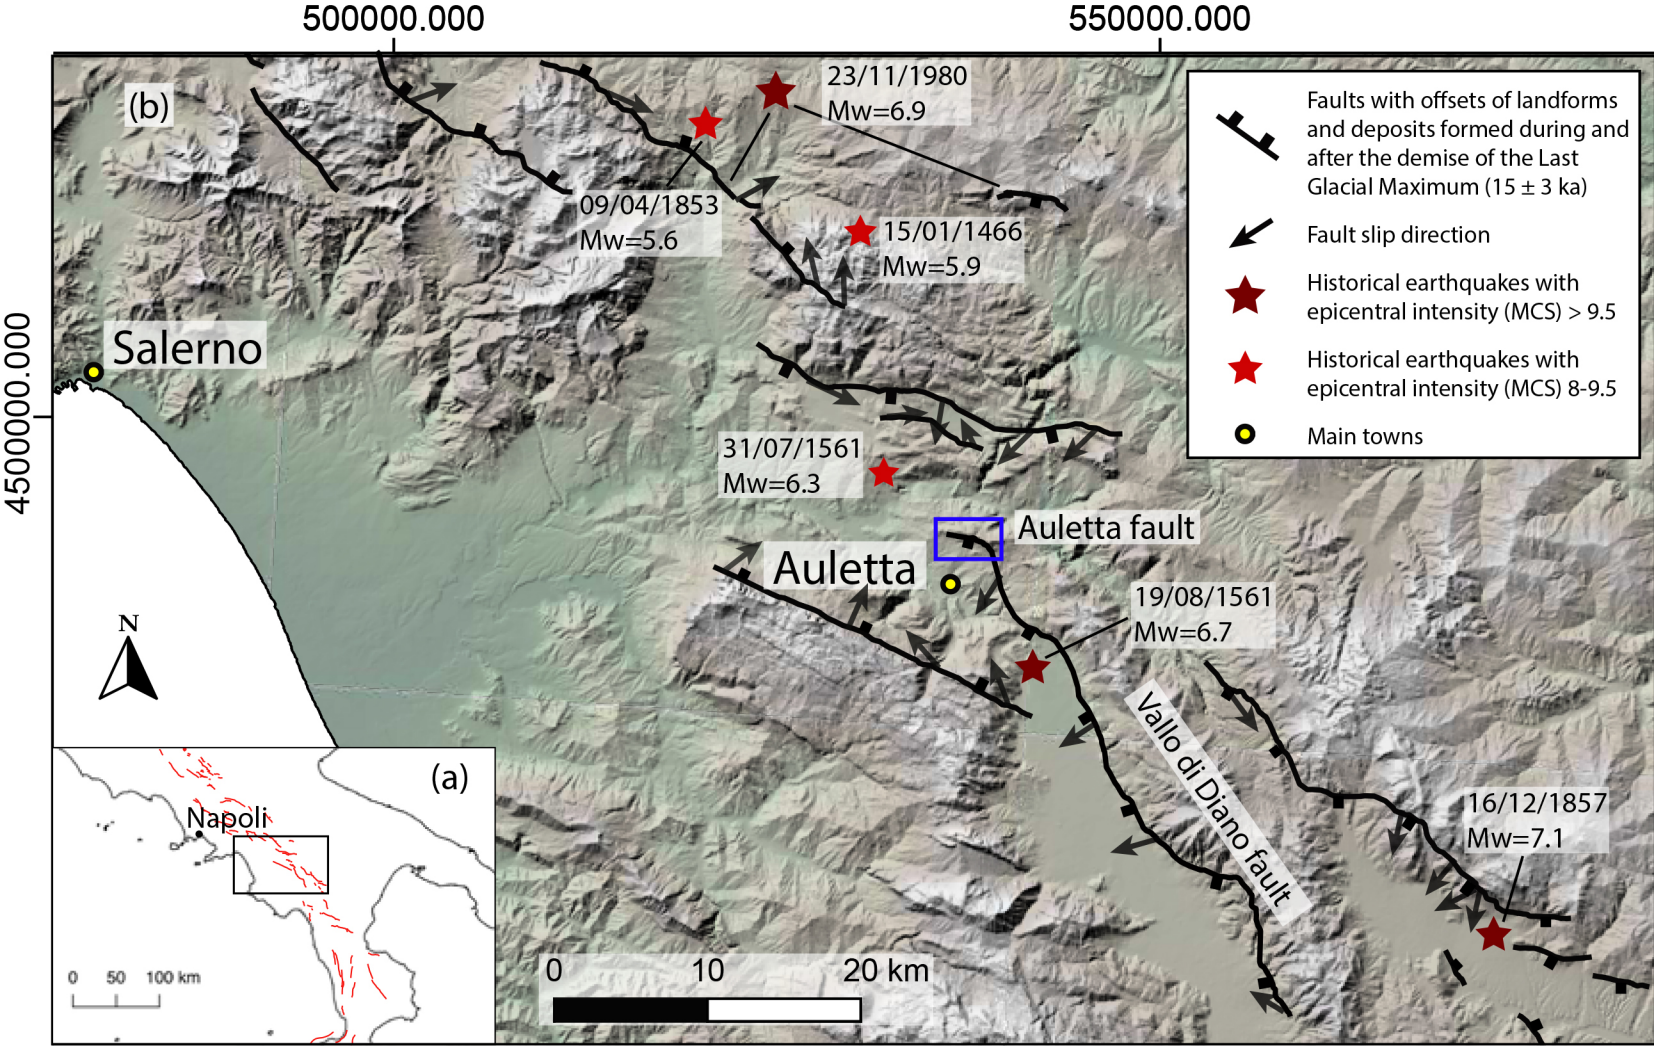 500000.000
550000.000
4500000.000
(b)
23/11/1980
Mw=6.9
09/04/1853
Mw=5.6
15/01/1466
Mw=5.9
Salerno
31/07/1561
Mw=6.3
Auletta fault
Auletta
19/08/1561
Mw=6.7
Vallo di Diano fault
16/12/1857
Mw=7.1
Faults with offsets of landforms
and deposits formed during and
after the demise of the Last
Glacial Maximum (15 ± 3 ka)
Fault slip direction
Historical earthquakes with
epicentral intensity (MCS) > 9.5
Historical earthquakes with
epicentral intensity (MCS) 8-9.5
Main towns
N
(a)
Napoli
0 50 100 km
0 10 20 km